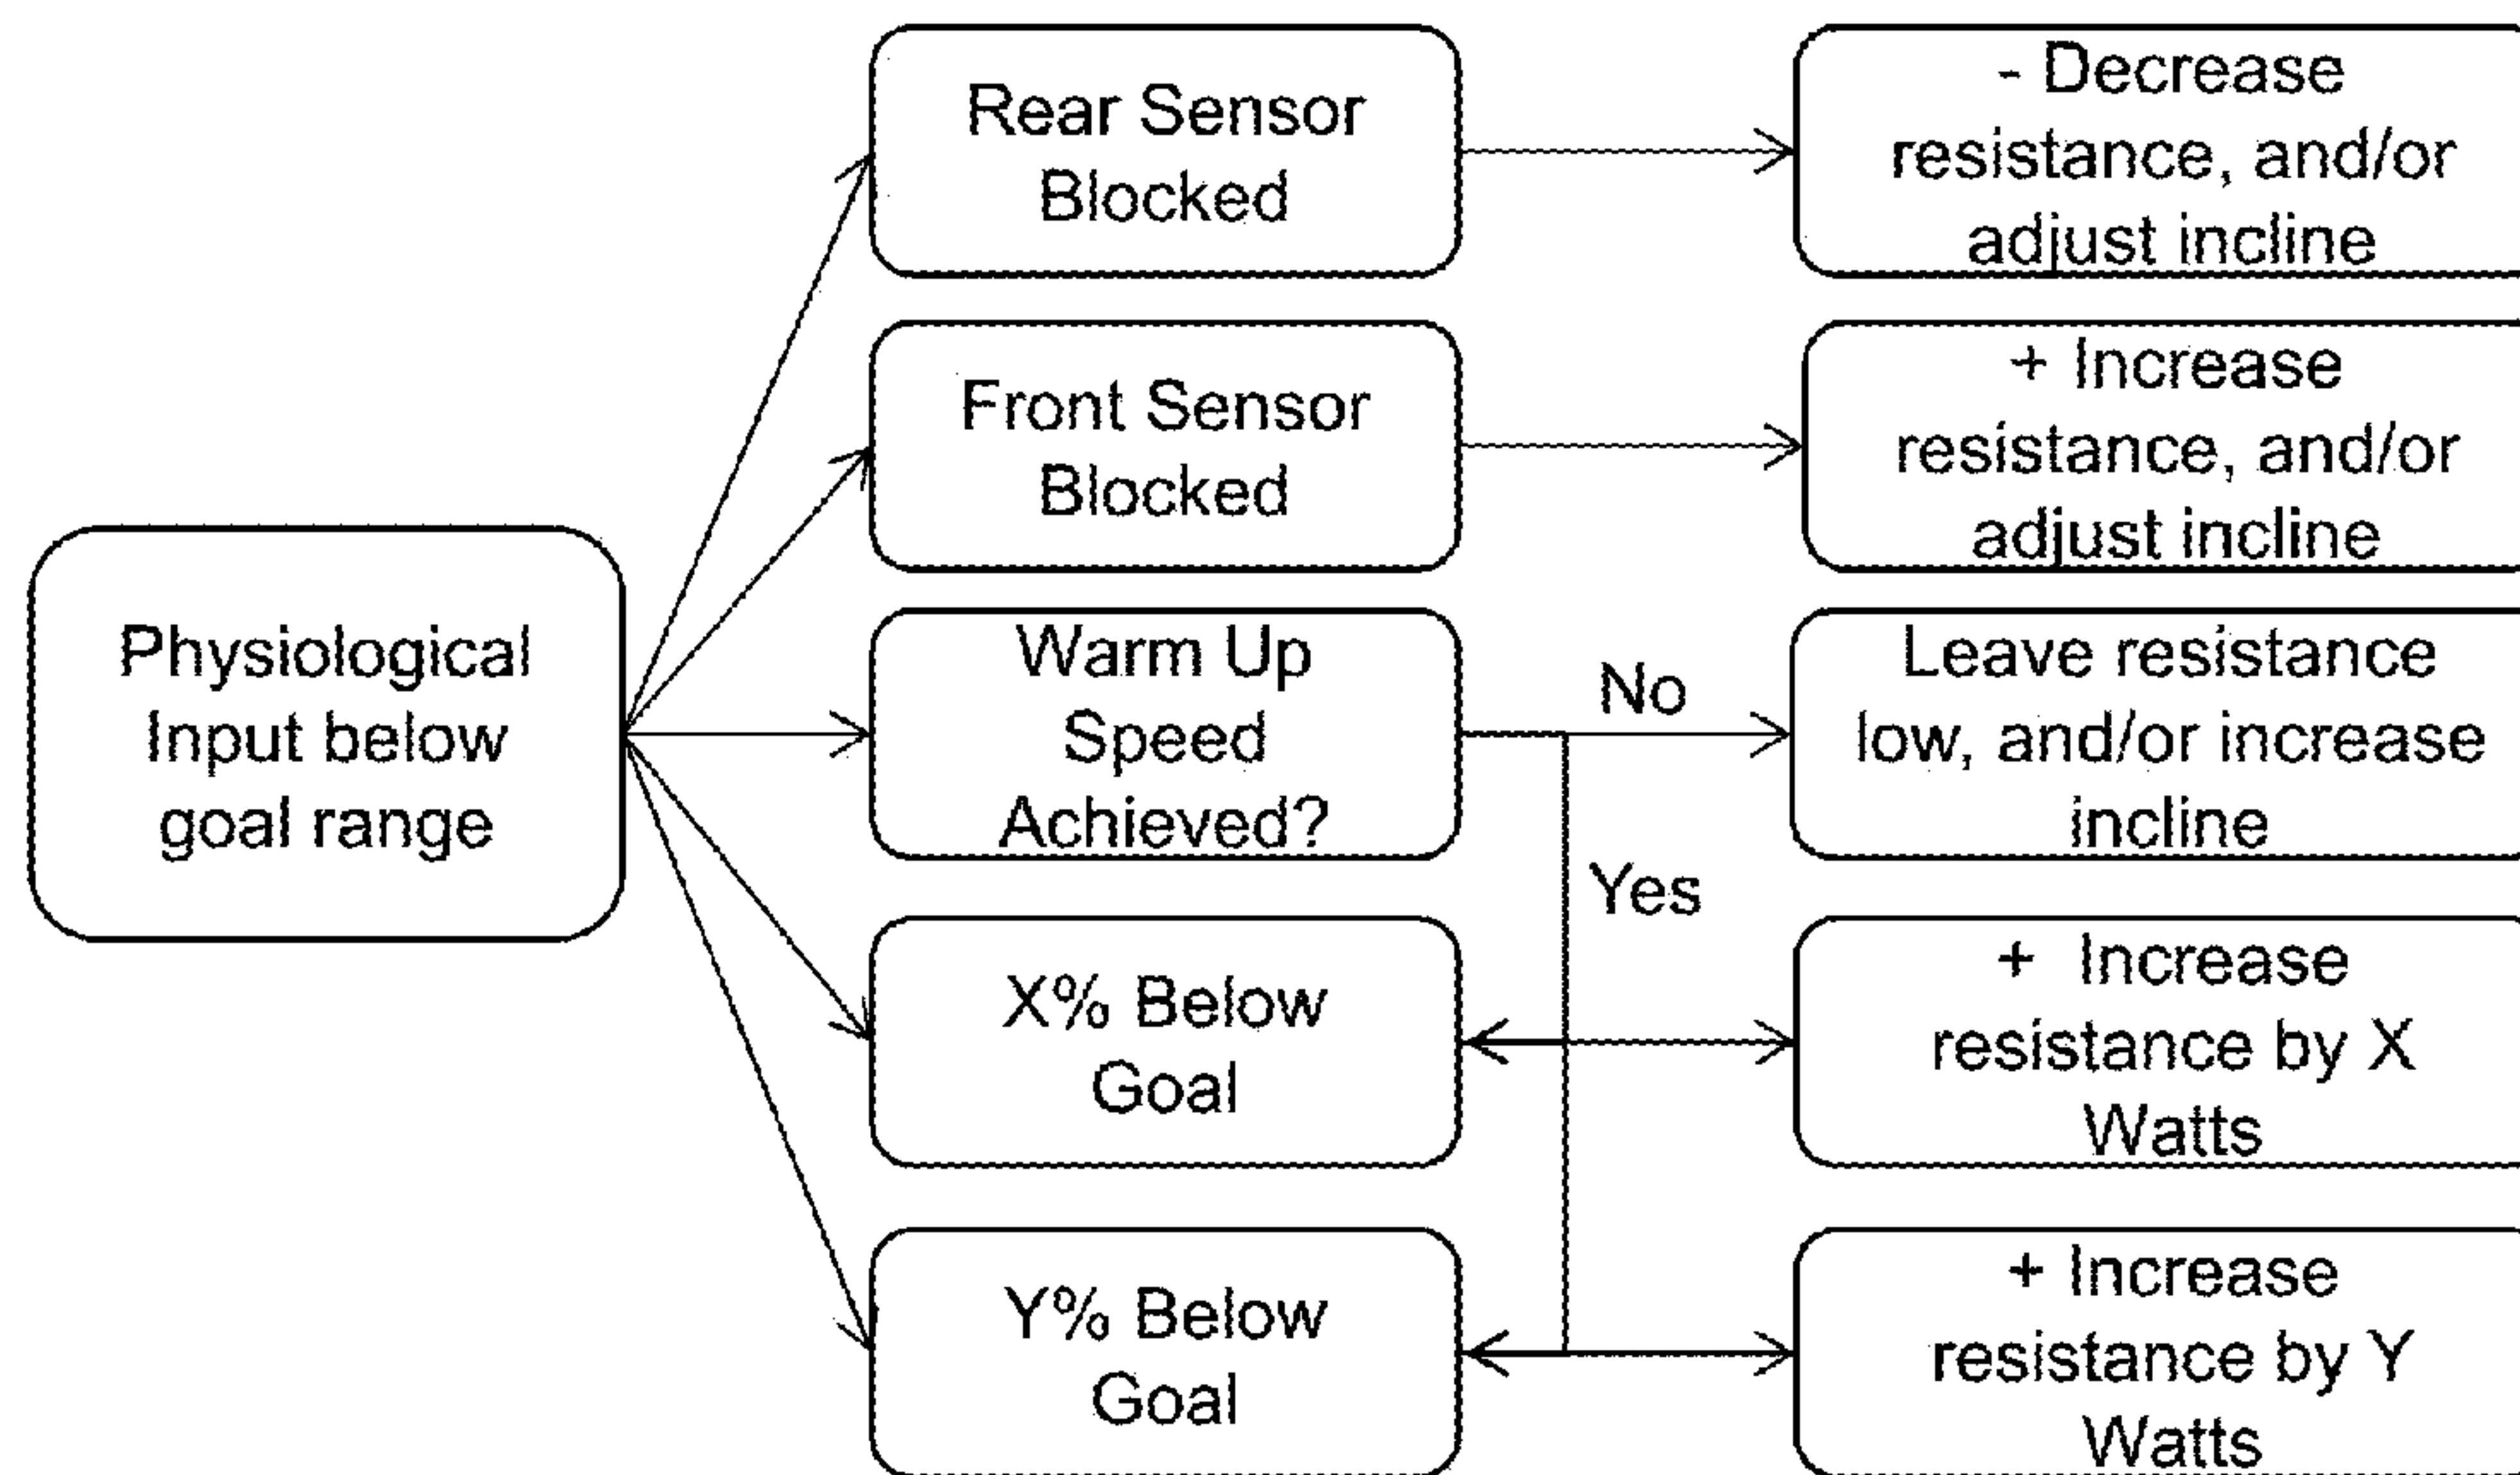 Rear Sensor
Blocked
- Decrease
resistance, and/or
adjust incline
Front Sensor
Blocked
+ Increase
resistance, and/or
adjust incline
Physiological
Input below
goal range
Warm Up
Speed
Achieved?
No
Leave resistance
low, and/or increase
incline
Yes
X% Below
Goal
+ Increase
resistance by X
Watts
Y% Below
Goal
+ Increase
resistance by Y
Watts